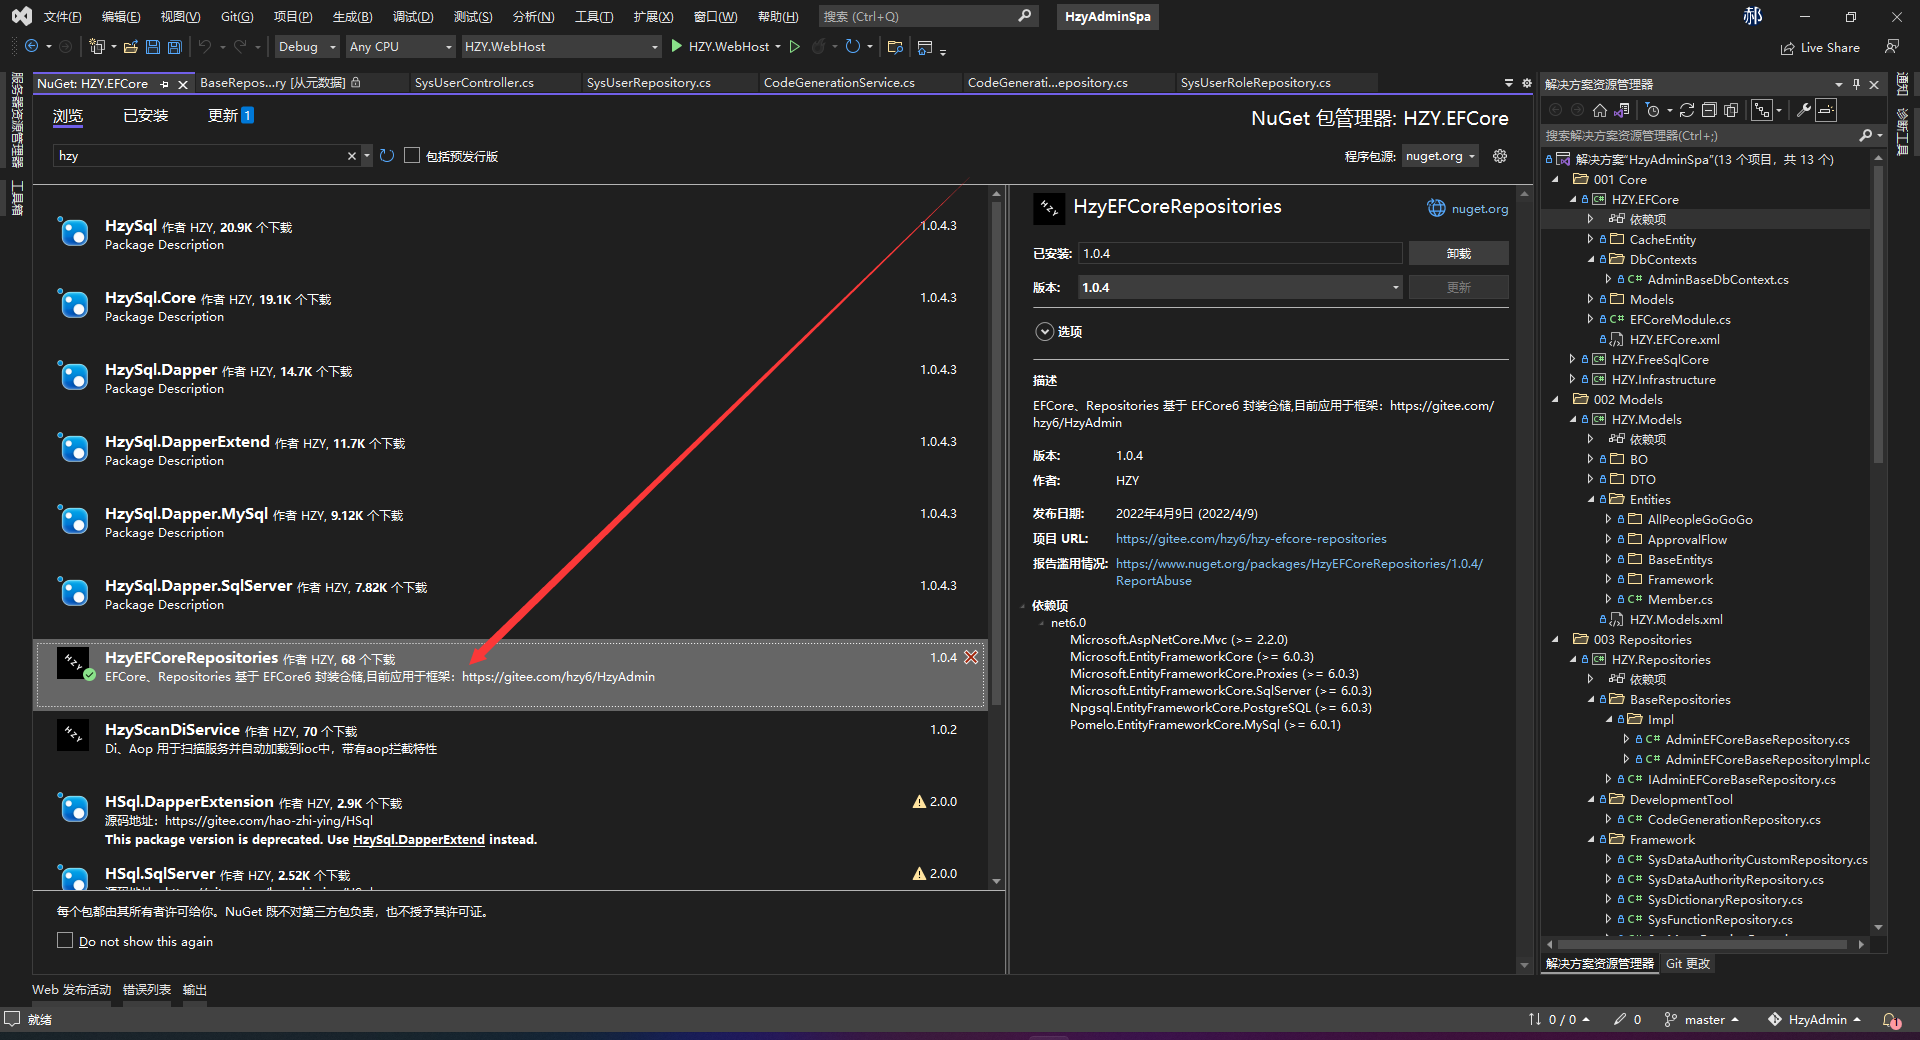 文件(F) 编辑(E) 视图(V) Git(G) 项目(P) 生成(B) 调试(D) 测试(S) 分析(N) 工具(T) 扩展(X) 窗口(W) 帮助(H) 搜索 (Ctrl+Q) HzyAdminSpa 郝
Debug Any CPU HZY.WebHost HZY.WebHost Live Share
服务器资源管理器
工具箱
NuGet: HZY.EFCore BaseRepos...ry [从元数据] SysUserController.cs SysUserRepository.cs CodeGenerationService.cs CodeGenerati...epository.cs SysUserRoleRepository.cs
浏览 已安装 更新 1
NuGet 包管理器: HZY.EFCore
hzy 包括预发行版
程序包源: nuget.org
HzySql 作者 HZY, 20.9K 个下载 1.0.4.3
Package Description
HzySql.Core 作者 HZY, 19.1K 个下载 1.0.4.3
Package Description
HzySql.Dapper 作者 HZY, 14.7K 个下载 1.0.4.3
Package Description
HzySql.DapperExtend 作者 HZY, 11.7K 个下载 1.0.4.3
Package Description
HzySql.Dapper.MySql 作者 HZY, 9.12K 个下载 1.0.4.3
Package Description
HzySql.Dapper.SqlServer 作者 HZY, 7.82K 个下载 1.0.4.3
Package Description
HZY
HzyEFCoreRepositories 作者 HZY, 68 个下载 1.0.4
EFCore、Repositories 基于 EFCore6 封装仓储,目前应用于框架：https://gitee.com/hzy6/HzyAdmin
HZY
HzyScanDiService 作者 HZY, 70 个下载 1.0.2
Di、Aop 用于扫描服务并自动加载到ioc中，带有aop拦截特性
HSql.DapperExtension 作者 HZY, 2.9K 个下载 2.0.0
源码地址：https://gitee.com/hao-zhi-ying/HSql
This package version is deprecated. Use HzySql.DapperExtend instead.
HSql.SqlServer 作者 HZY, 2.52K 个下载 2.0.0
每个包都由其所有者许可给你。NuGet 既不对第三方包负责，也不授予其许可证。
Do not show this again
HZY
HzyEFCoreRepositories nuget.org
已安装: 1.0.4 卸载
版本: 1.0.4 更新
选项
描述
EFCore、Repositories 基于 EFCore6 封装仓储,目前应用于框架：https://gitee.com/
hzy6/HzyAdmin
版本: 1.0.4
作者: HZY
发布日期: 2022年4月9日 (2022/4/9)
项目 URL: https://gitee.com/hzy6/hzy-efcore-repositories
报告滥用情况: https://www.nuget.org/packages/HzyEFCoreRepositories/1.0.4/
ReportAbuse
依赖项
net6.0
Microsoft.AspNetCore.Mvc (>= 2.2.0)
Microsoft.EntityFrameworkCore (>= 6.0.3)
Microsoft.EntityFrameworkCore.Proxies (>= 6.0.3)
Microsoft.EntityFrameworkCore.SqlServer (>= 6.0.3)
Npgsql.EntityFrameworkCore.PostgreSQL (>= 6.0.3)
Pomelo.EntityFrameworkCore.MySql (>= 6.0.1)
解决方案资源管理器
搜索解决方案资源管理器(Ctrl+;)
解决方案"HzyAdminSpa"(13 个项目，共 13 个)
001 Core
HZY.EFCore
依赖项
CacheEntity
DbContexts
C# AdminBaseDbContext.cs
Models
C# EFCoreModule.cs
HZY.EFCore.xml
HZY.FreeSqlCore
HZY.Infrastructure
002 Models
HZY.Models
依赖项
BO
DTO
Entities
AllPeopleGoGoGo
ApprovalFlow
BaseEntitys
Framework
C# Member.cs
HZY.Models.xml
003 Repositories
HZY.Repositories
依赖项
BaseRepositories
Impl
C# AdminEFCoreBaseRepository.cs
C# AdminEFCoreBaseRepositoryImpl.c
C# IAdminEFCoreBaseRepository.cs
DevelopmentTool
C# CodeGenerationRepository.cs
Framework
C# SysDataAuthorityCustomRepository.cs
C# SysDataAuthorityRepository.cs
C# SysDictionaryRepository.cs
C# SysFunctionRepository.cs
解决方案资源管理器 Git 更改
通知
诊断工具
Web 发布活动 错误列表 输出
就绪 0 / 0 0 master HzyAdmin 1